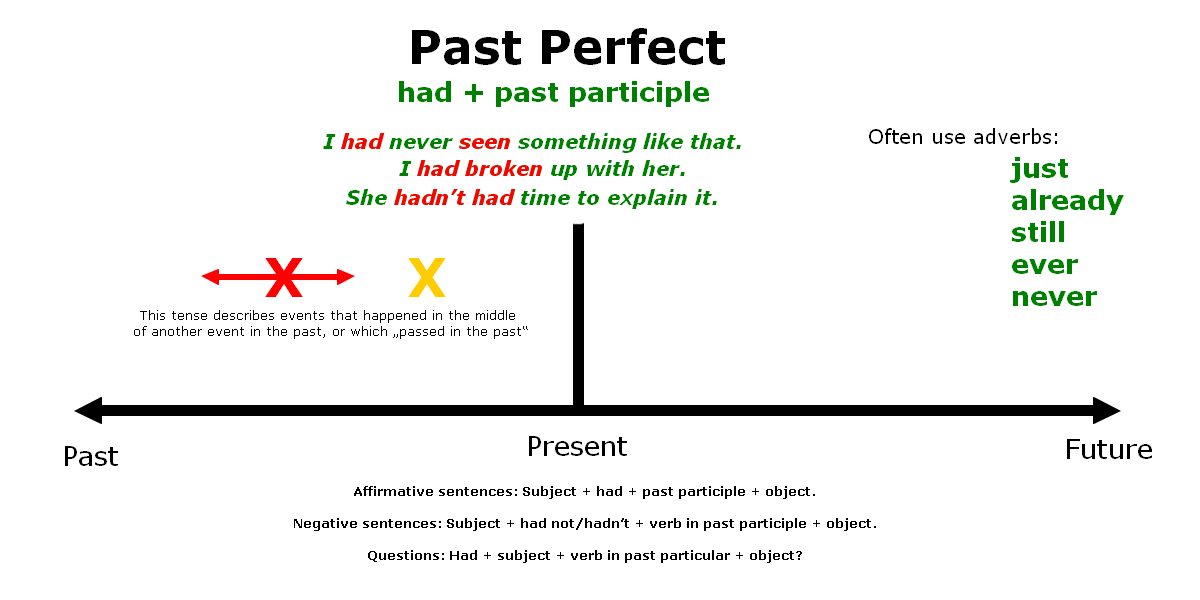 Past Perfect
had + past participle
I had never seen something like that.
I had broken up with her.
She hadn’t had time to explain it.
Often use adverbs:
just
already
still
ever
never
X X
This tense describes events that happened in the middle
of another event in the past, or which „passed in the past“
Past
Present
Future
Affirmative sentences: Subject + had + past participle + object.
Negative sentences: Subject + had not/hadn’t + verb in past participle + object.
Questions: Had + subject + verb in past particular + object?